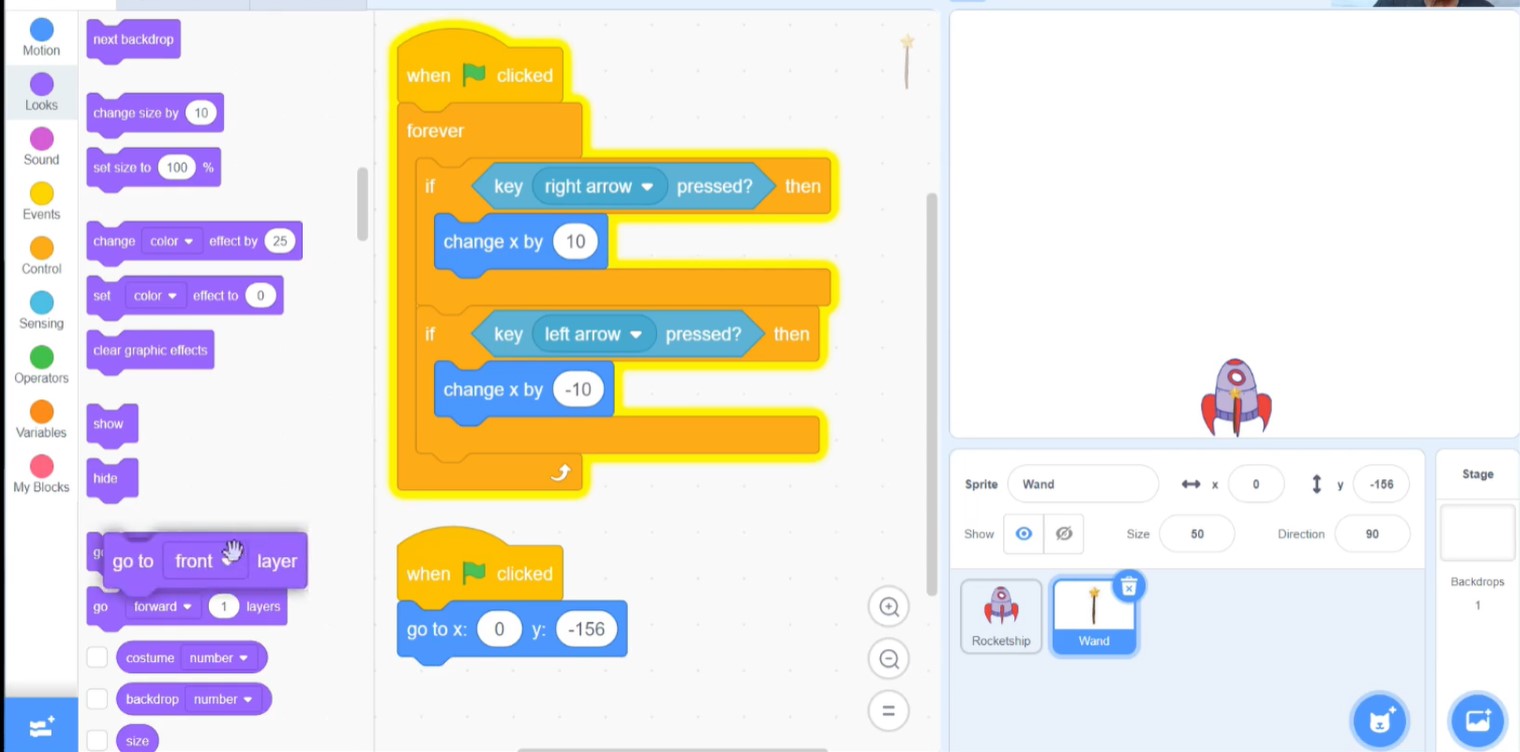 Motion
Looks
Sound
Events
Control
Sensing
Operators
Variables
My Blocks
next backdrop
change size by 10
set size to 100 %
change color effect by 25
set color effect to 0
clear graphic effects
show
hide
go to front layer
go forward 1 layers
costume number
backdrop number
size
when clicked
forever
if key right arrow pressed? then
change x by 10
if key left arrow pressed? then
change x by -10
when clicked
go to x: 0 y: -156
Sprite Wand x 0 y -156
Show Size 50 Direction 90
Rocketship
Wand
Stage
Backdrops
1